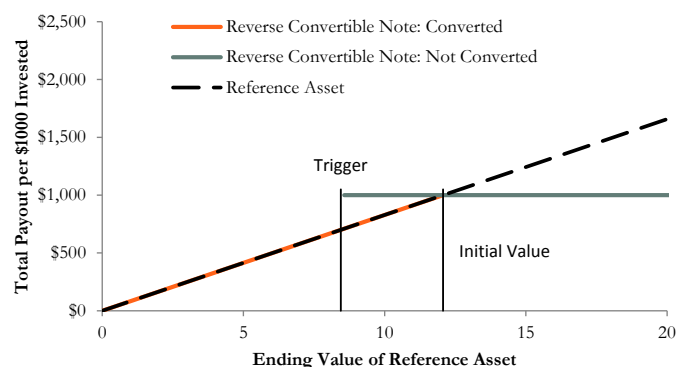 $2,500
Reverse Convertible Note: Converted
Reverse Convertible Note: Not Converted
Reference Asset
$2,000
$1,500
$1,000
$500
$0
Total Payout per $1000 Invested
Trigger
Initial Value
0 5 10 15 20
Ending Value of Reference Asset